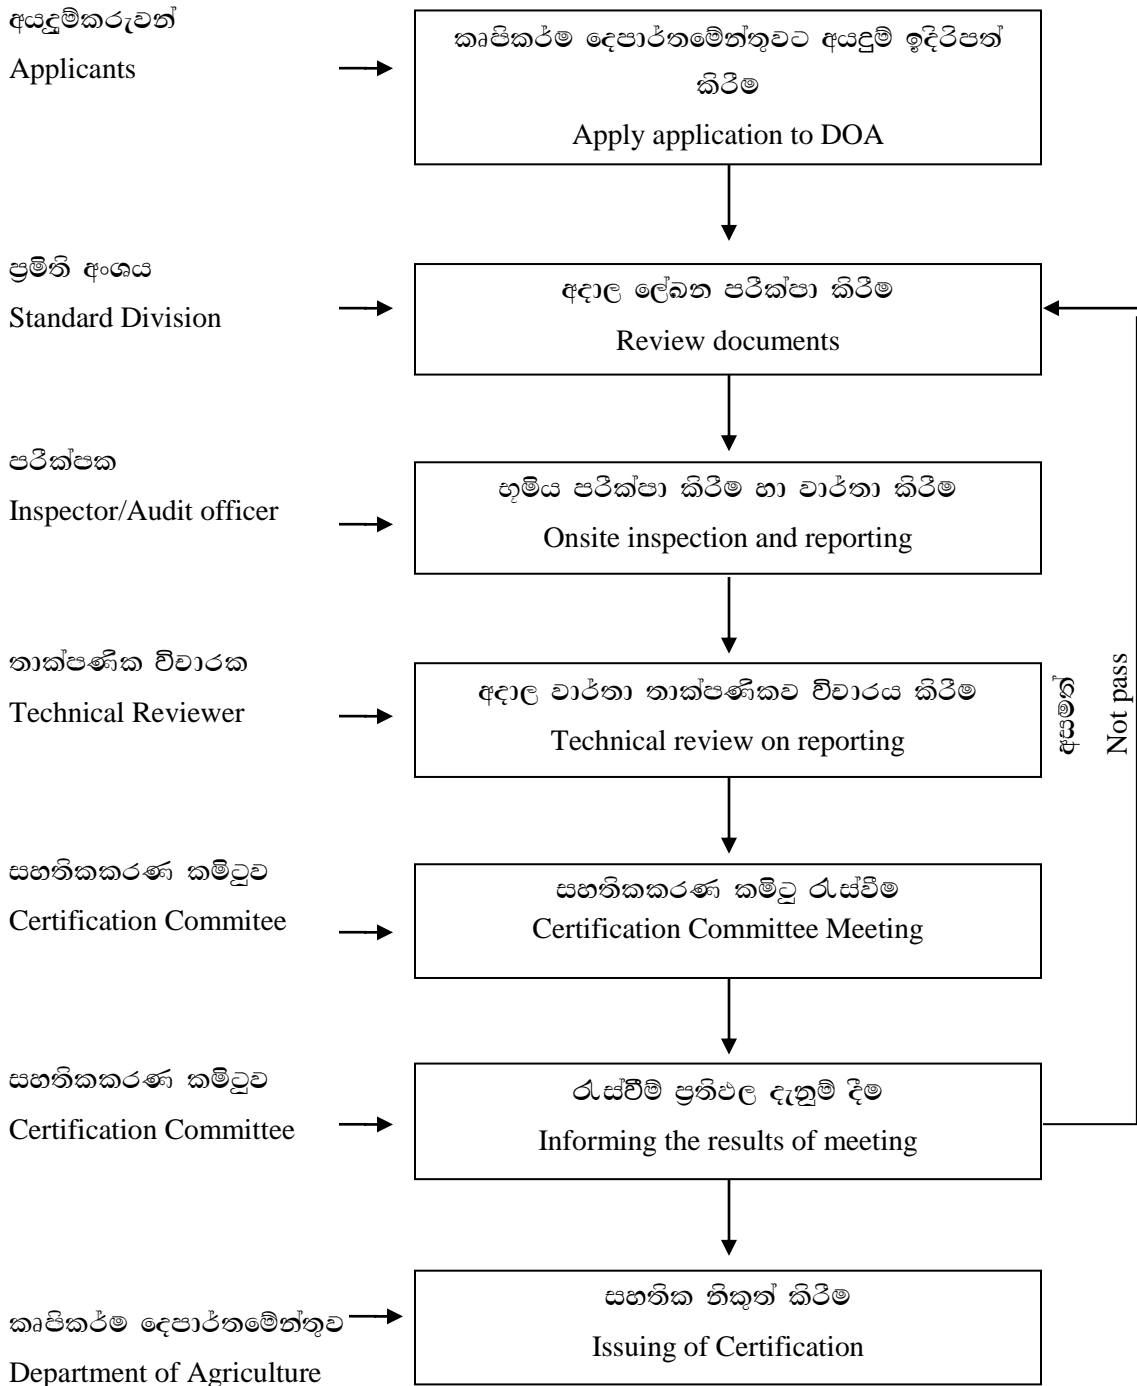 අයදුම්කරුවන්
Applicants
කෘෂිකර්ම දෙපාර්තමේන්තුවට අයදුම් ඉදිරිපත්
කිරීම
Apply application to DOA
ප්‍රමිති අංශය
Standard Division
අදාල ලේඛන පරීක්ෂා කිරීම
Review documents
පරීක්ෂක
Inspector/Audit officer
භූමිය පරීක්ෂා කිරීම හා වාර්තා කිරීම
Onsite inspection and reporting
තාක්ෂණික විචාරක
Technical Reviewer
අදාල වාර්තා තාක්ෂණිකව විචාරය කිරීම
Technical review on reporting
අසමත්
Not pass
සහතිකකරණ කමිටුව
Certification Commitee
සහතිකකරණ කමිටු රැස්වීම
Certification Committee Meeting
සහතිකකරණ කමිටුව
Certification Committee
රැස්වීම් ප්‍රතිඵල දැනුම් දීම
Informing the results of meeting
කෘෂිකර්ම දෙපාර්තමේන්තුව
Department of Agriculture
සහතික නිකුත් කිරීම
Issuing of Certification